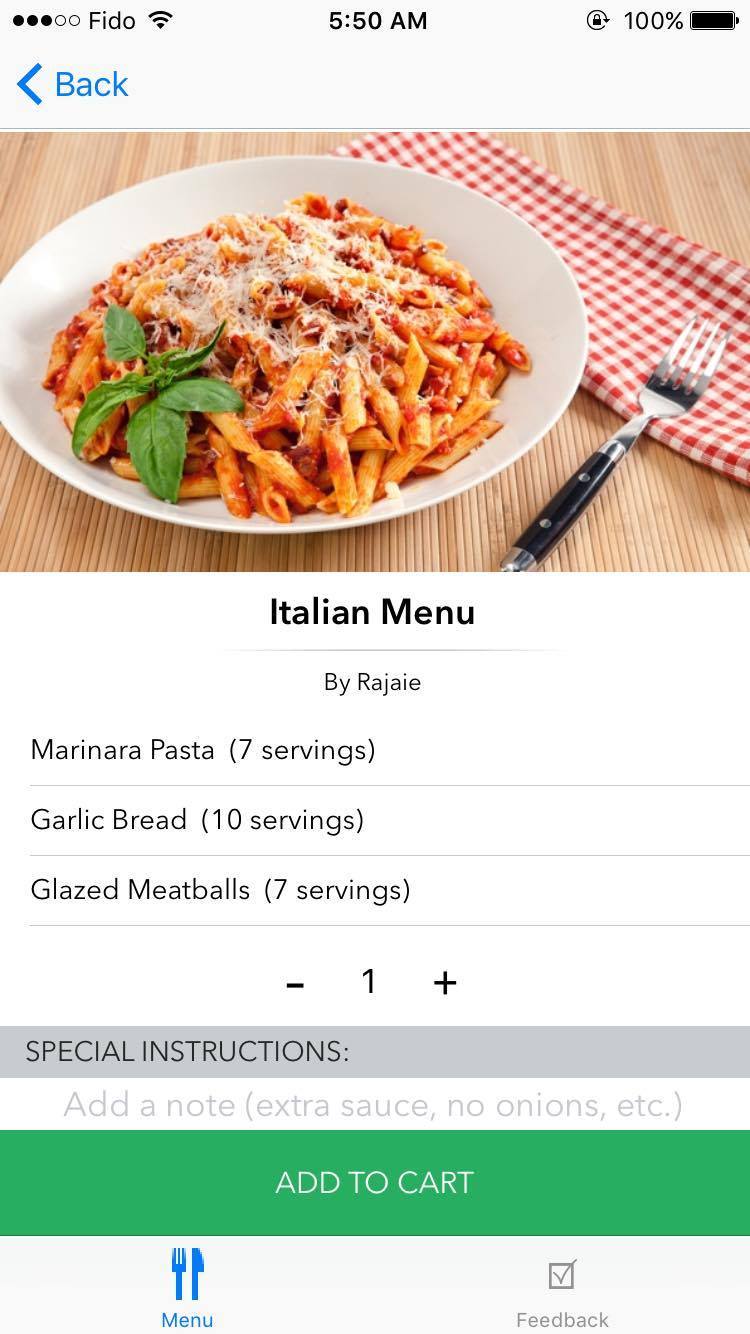 Fido 5:50 AM 100%
Back
Italian Menu
By Rajaie
Marinara Pasta (7 servings)
Garlic Bread (10 servings)
Glazed Meatballs (7 servings)
- 1 +
SPECIAL INSTRUCTIONS:
Add a note (extra sauce, no onions, etc.)
ADD TO CART
Menu Feedback